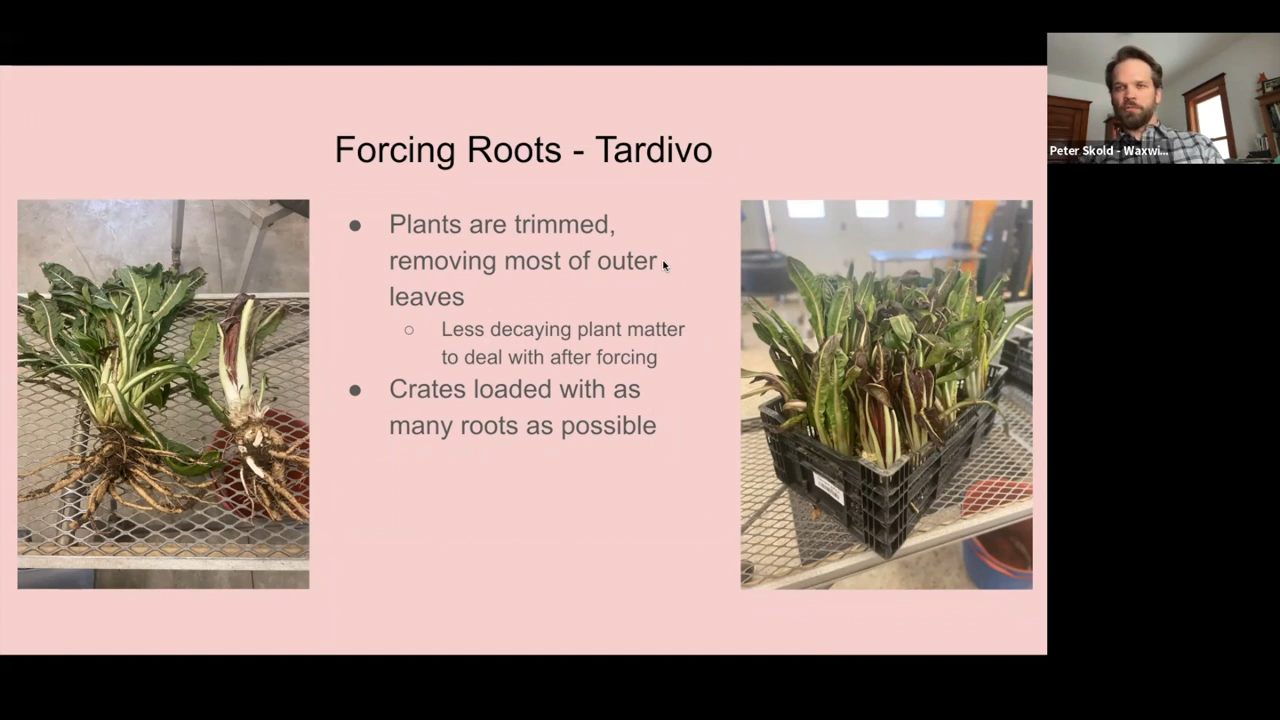 Forcing Roots - Tardivo
● Plants are trimmed,
removing most of outer
leaves
○ Less decaying plant matter
to deal with after forcing
● Crates loaded with as
many roots as possible
Peter Skold - Waxwi...